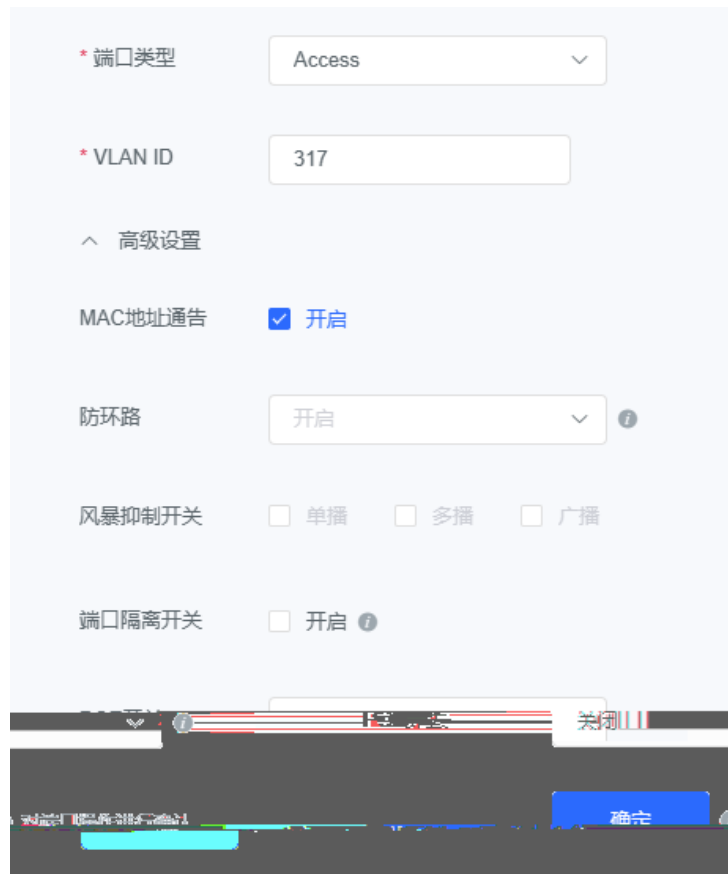 * 端口类型 Access
* VLAN ID 317
高级设置
MAC地址通告 开启
防环路 开启
风暴抑制开关 单播 多播 广播
端口隔离开关 开启
关闭
确定